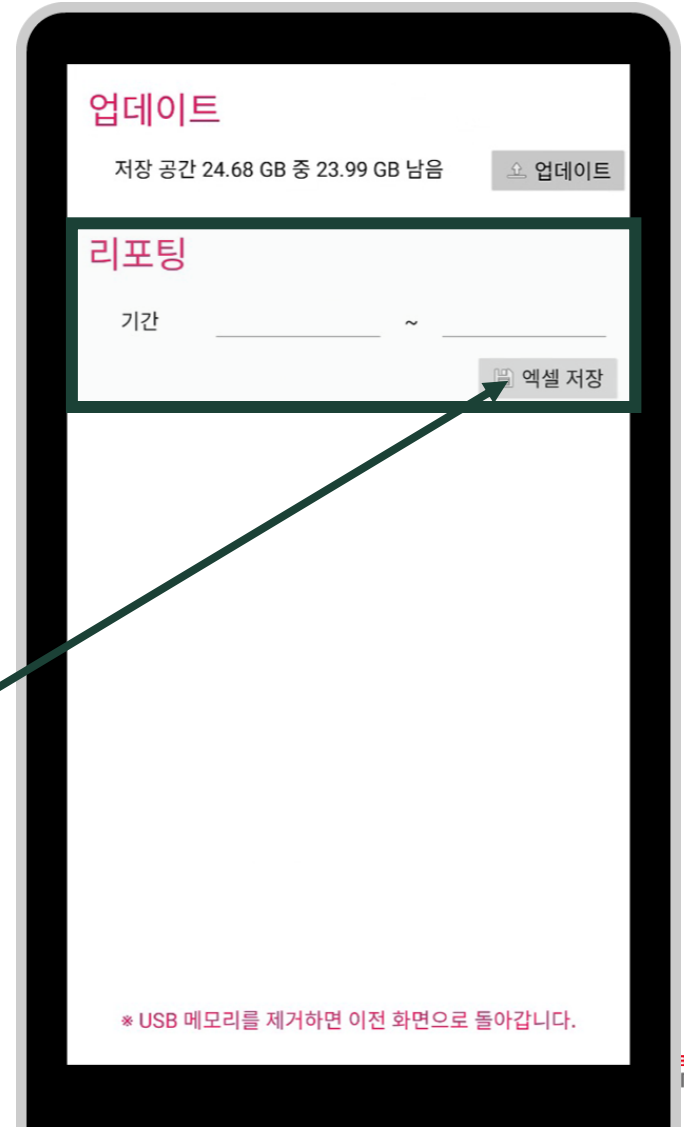 업데이트
저장 공간 24.68 GB 중 23.99 GB 남음
업데이트
리포팅
기간 ~
엑셀 저장
※ USB 메모리를 제거하면 이전 화면으로 돌아갑니다.